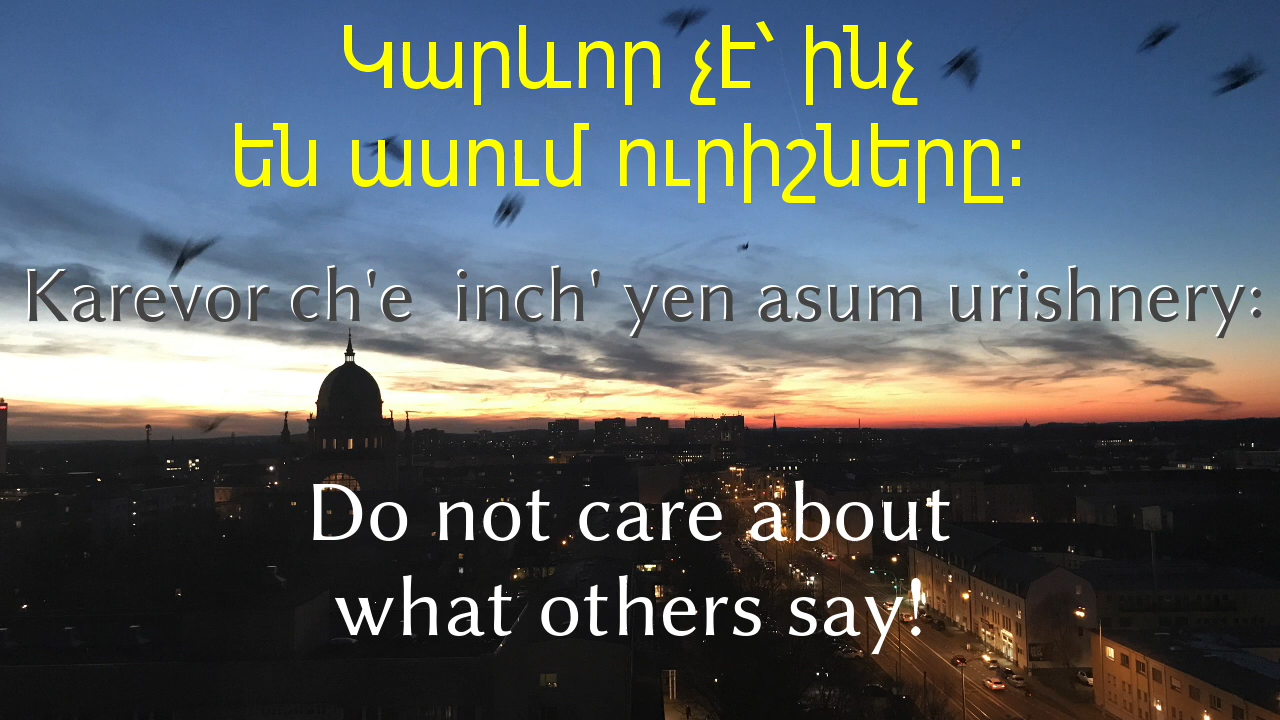 Կարևոր չէ՝ ինչ
են ասում ուրիշները:
Karevor ch'e  inch' yen asum urishnery:
Do not care about
what others say!